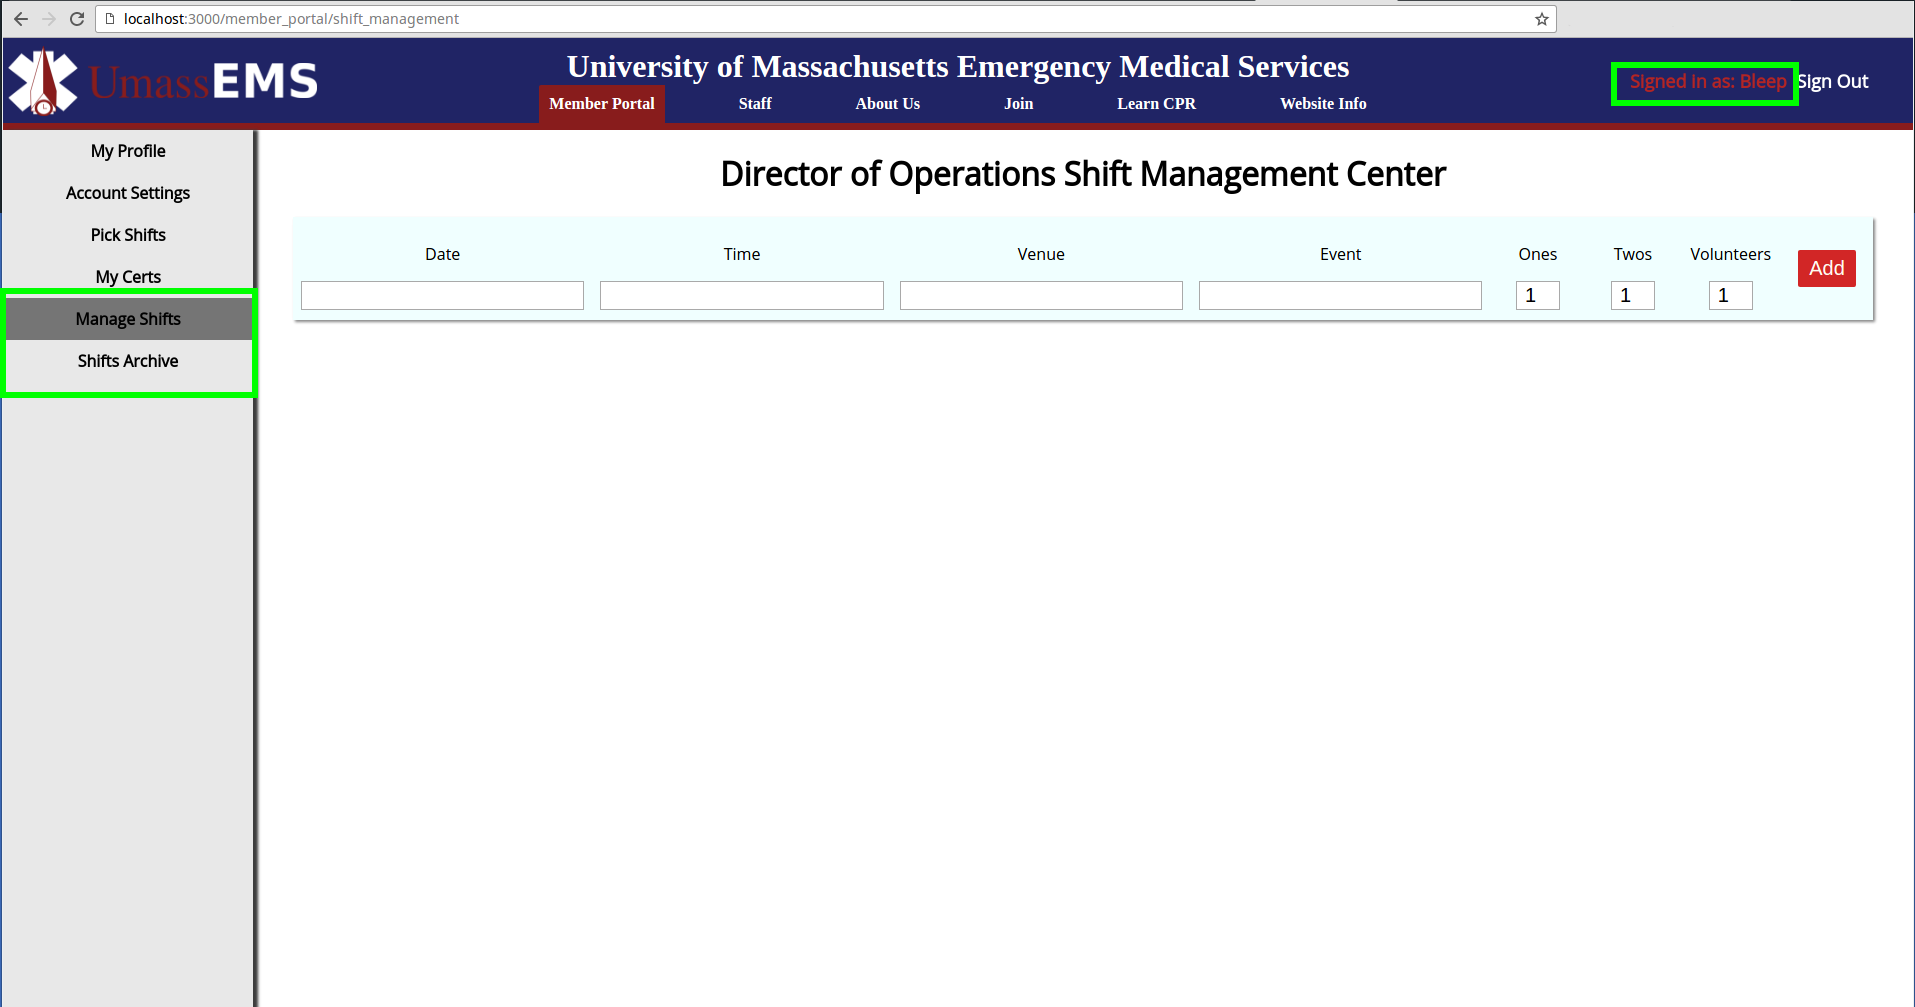 localhost:3000/member_portal/shift_management
UmassEMS
University of Massachusetts Emergency Medical Services
Signed in as: Bleep Sign Out
Member Portal Staff About Us Join Learn CPR Website Info
My Profile
Account Settings
Pick Shifts
My Certs
Manage Shifts
Shifts Archive
Director of Operations Shift Management Center
Date Time Venue Event Ones Twos Volunteers
Add
1 1 1